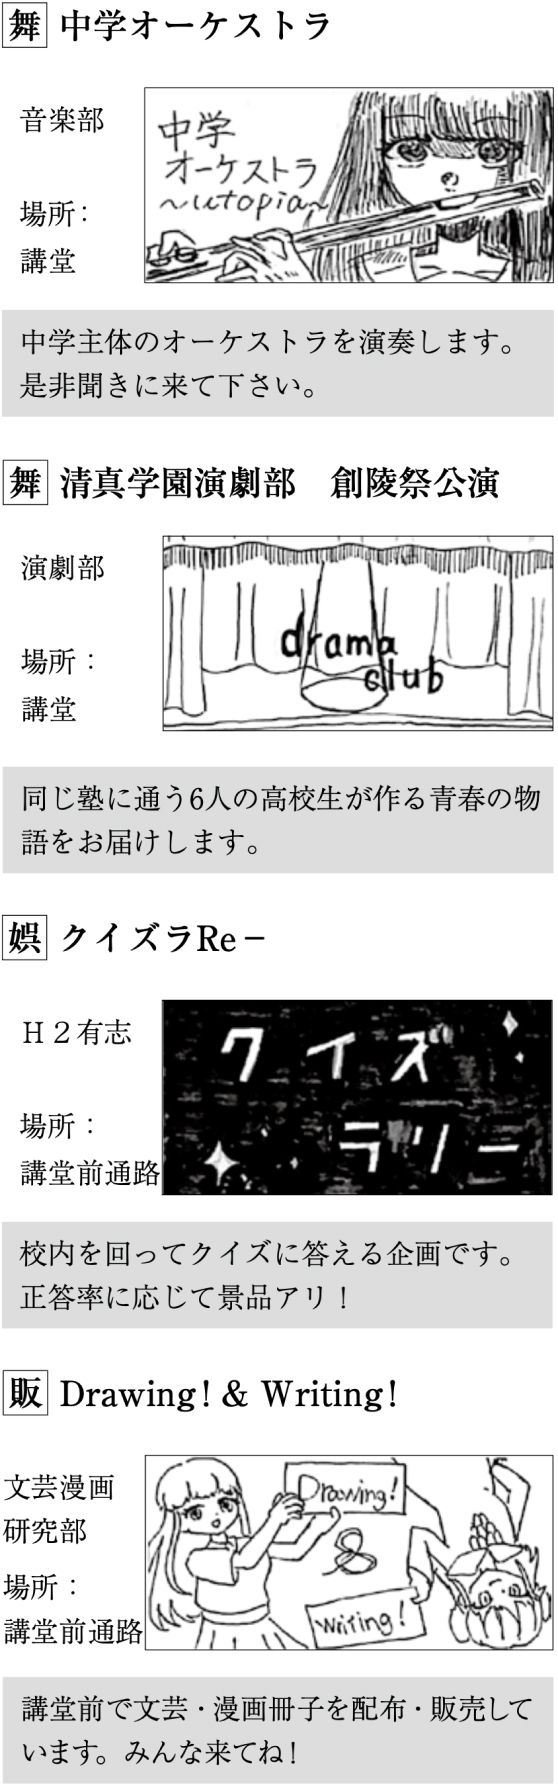 舞 中学オーケストラ
音楽部
場所：
講堂
中学
オーケストラ
～utopia～
中学主体のオーケストラを演奏します。
是非聞きに来て下さい。
舞 清真学園演劇部　創陵祭公演
演劇部
場所：
講堂
drama
club
同じ塾に通う6人の高校生が作る青春の物
語をお届けします。
娯 クイズラRe－
Ｈ２有志
場所：
講堂前通路
クイズ
ラリー
校内を回ってクイズに答える企画です。
正答率に応じて景品アリ！
販 Drawing! & Writing!
文芸漫画
研究部
場所：
講堂前通路
Drawing!
&
Writing!
講堂前で文芸・漫画冊子を配布・販売して
います。みんな来てね！